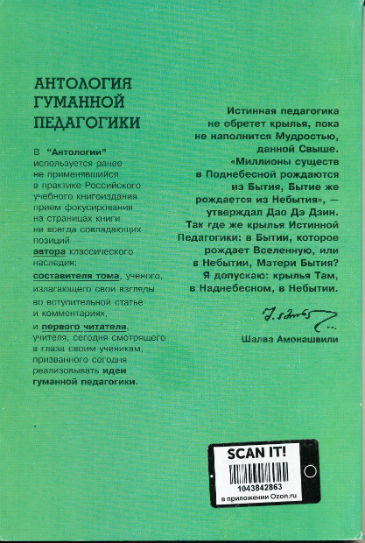 АНТОЛОГИЯ
ГУМАННОЙ
ПЕДАГОГИКИ
В "Антологии"
используется ранее
не применявшийся
в практике Российского
учебного книгоиздания
прием фокусирования
на страницах книги
ни всегда совпадающих
позиций
автора классического
наследия;
составителя тома, ученого,
излагающего свои взгляды
во вступительной статье
и комментариях,
и первого читателя,
учителя, сегодня смотрящего
в глаза своим ученикам,
призванного сегодня
реализовывать идеи
гуманной педагогики.
Истинная педагогика
не обретет крылья, пока
не наполнится Мудростью,
данной Свыше.
«Миллионы существ
в Поднебесной рождаются
из Бытия, Бытие же
рождается из Небытия», —
утверждал Дао Дэ Дзин.
Так где же крылья Истинной
Педагогики: в Бытии, которое
рождает Вселенную, или
в Небытии, Матери Бытия?
Я допускаю: крылья Там,
в Наднебесном, в Небытии.
Шалва Амонашвили
SCAN IT!
1043842863
в приложении Ozon.ru